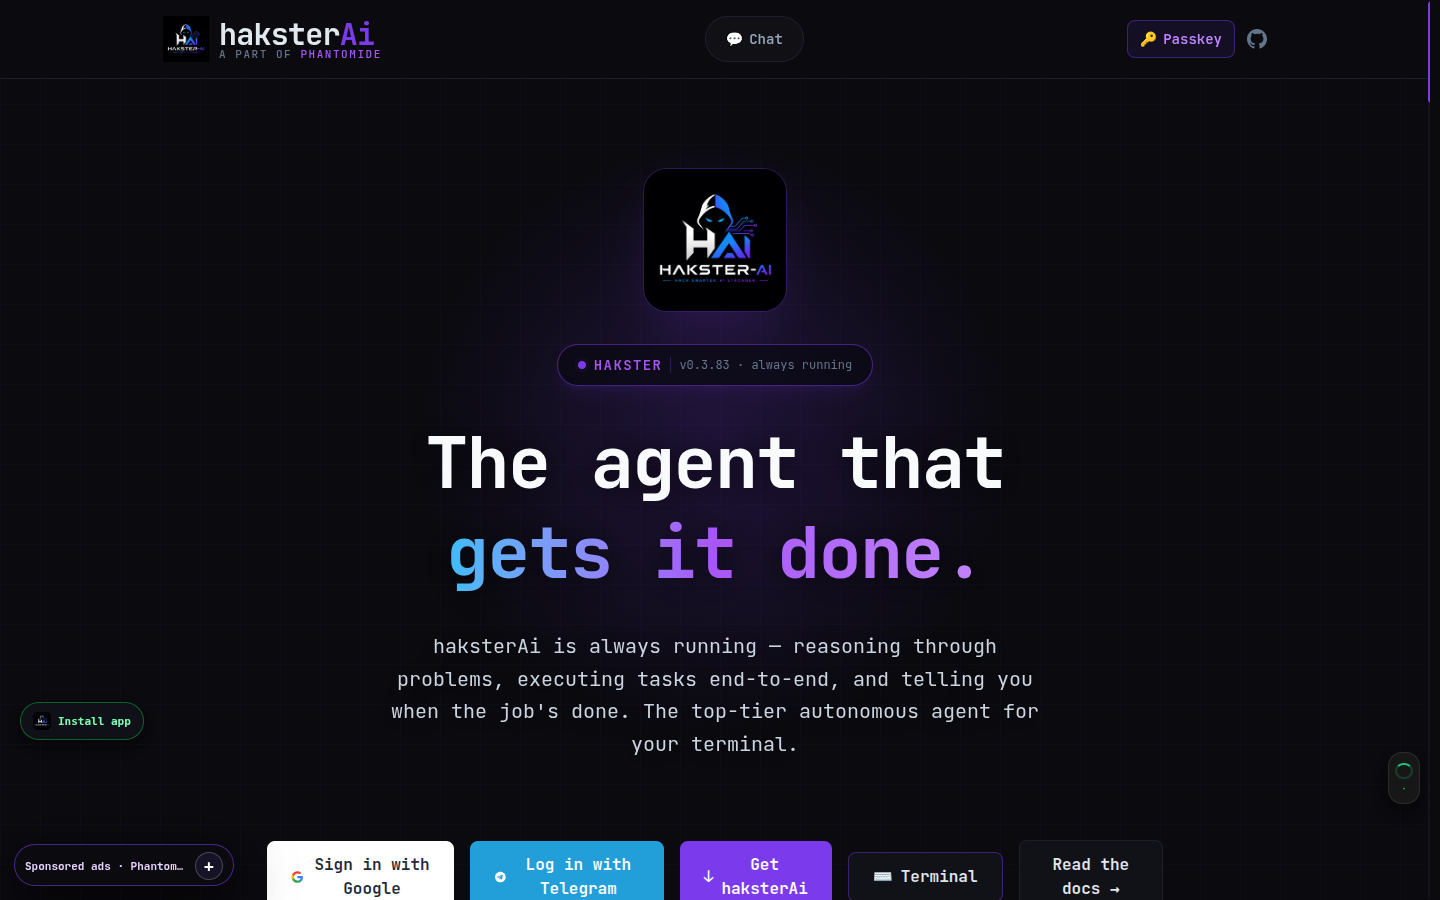 haksterAi
A PART OF PHANTOMIDE
💬 Chat
🔑 Passkey
HAI
HAKSTER-AI
HAKSTER
v0.3.83 · always running
The agent that
gets it done.
haksterAi is always running — reasoning through
problems, executing tasks end-to-end, and telling you
when the job's done. The top-tier autonomous agent for
your terminal.
Install app
Sponsored ads · Phantom… +
Sign in with
Google
Log in with
Telegram
↓ Get
haksterAi
⌨️ Terminal
Read the
docs →